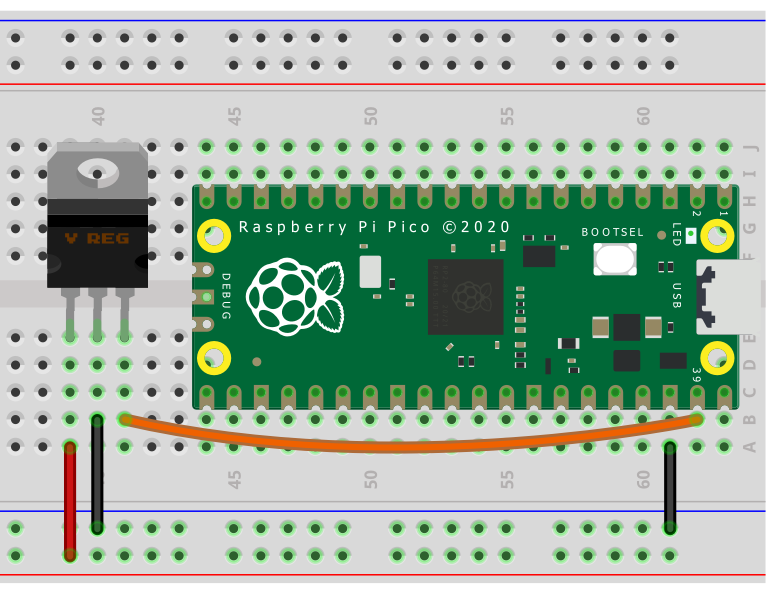 40 45 50 55 60 J
I
H
2 1
G
V REG
Raspberry Pi Pico ©2020
BOOTSEL
LED
F
DEBUG
USB
E
D
39
C
B
A
45 50 55 60